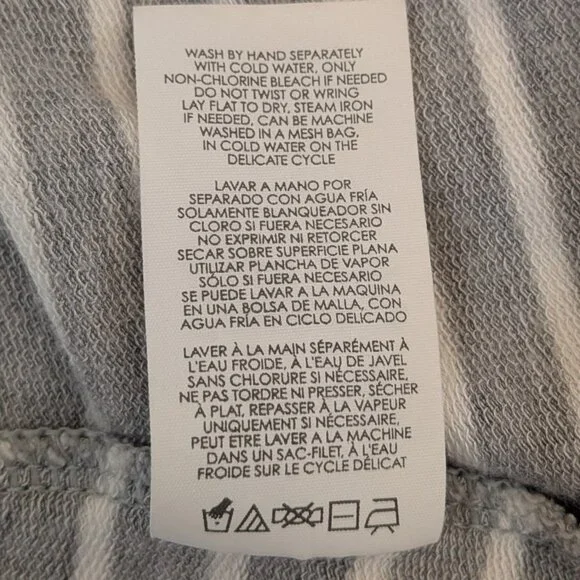 WASH BY HAND SEPARATELY
WITH COLD WATER, ONLY
NON-CHLORINE BLEACH IF NEEDED
DO NOT TWIST OR WRING
LAY FLAT TO DRY, STEAM IRON
IF NEEDED, CAN BE MACHINE
WASHED IN A MESH BAG,
IN COLD WATER ON THE
DELICATE CYCLE
LAVAR A MANO POR
SEPARADO CON AGUA FRÍA
SOLAMENTE BLANQUEADOR SIN
CLORO SI FUERA NECESARIO
NO EXPRIMIR NI RETORCER
SECAR SOBRE SUPERFICIE PLANA
UTILIZAR PLANCHA DE VAPOR
SÓLO SI FUERA NECESARIO
SE PUEDE LAVAR A LA MAQUINA
EN UNA BOLSA DE MALLA, CON
AGUA FRÍA EN CICLO DELICADO
LAVER À LA MAIN SÉPARÉMENT À
L'EAU FROIDE, À L'EAU DE JAVEL
SANS CHLORURE SI NÉCESSAIRE,
NE PAS TORDRE NI PRESSER, SÉCHER
À PLAT, REPASSER À LA VAPEUR
UNIQUEMENT SI NÉCESSAIRE,
PEUT ETRE LAVER A LA MACHINE
DANS UN SAC-FILET, À L'EAU
FROIDE SUR LE CYCLE DÉLICAT